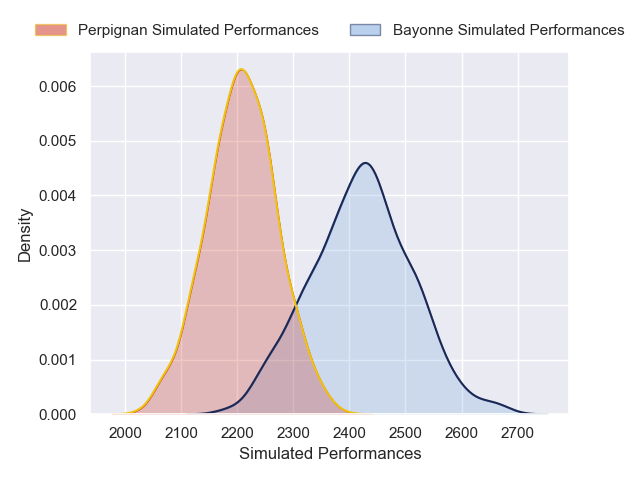 Perpignan Simulated Performances Bayonne Simulated Performances
0.006
0.005
0.004
0.003
0.002
0.001
0.000
Density
2000 2100 2200 2300 2400 2500 2600 2700
Simulated Performances